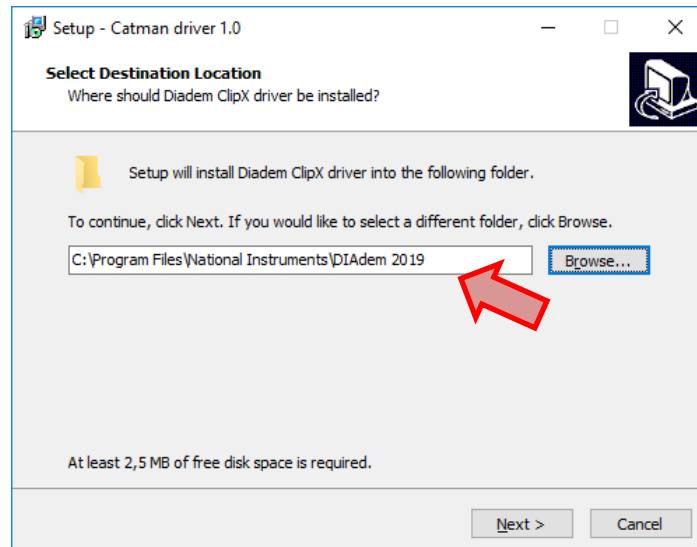 Setup - Catman driver 1.0
Select Destination Location
Where should Diadem ClipX driver be installed?
Setup will install Diadem ClipX driver into the following folder.
To continue, click Next. If you would like to select a different folder, click Browse.
C:\Program Files\National Instruments\DIAdem 2019
Browse...
At least 2,5 MB of free disk space is required.
Next >
Cancel